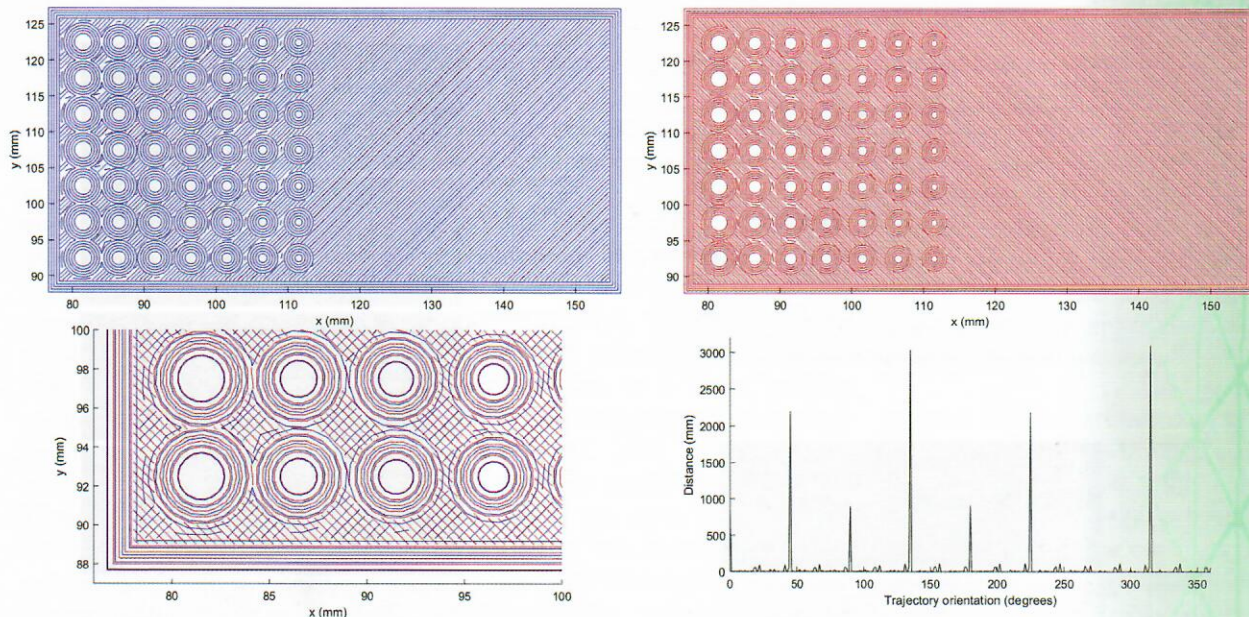 125
120
115
110
105
100
95
90
y (mm)
80 90 100 110 120 130 140 150
x (mm)
125
120
115
110
105
100
95
90
y (mm)
80 90 100 110 120 130 140 150
x (mm)
100
98
96
94
92
90
88
y (mm)
80 85 90 95 100
x (mm)
3000
2500
2000
1500
1000
500
0
Distance (mm)
0 50 100 150 200 250 300 350
Trajectory orientation (degrees)